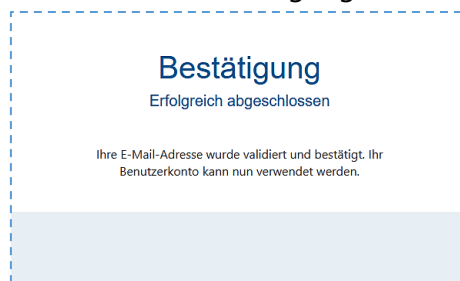 Bestätigung
Erfolgreich abgeschlossen
Ihre E-Mail-Adresse wurde validiert und bestätigt. Ihr
Benutzerkonto kann nun verwendet werden.